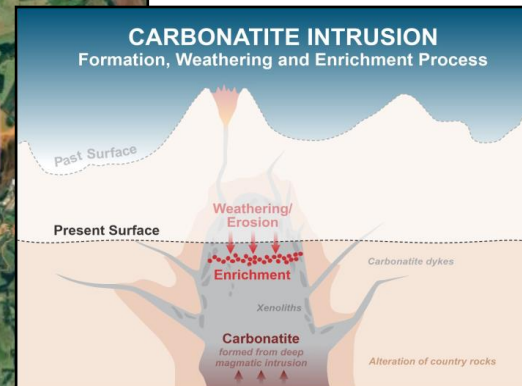 CARBONATITE INTRUSION
Formation, Weathering and Enrichment Process
Past Surface
Weathering/
Erosion
Present Surface
Enrichment
Carbonatite dykes
Xenoliths
Carbonatite
formed from deep
magmatic intrusion
Alteration of country rocks